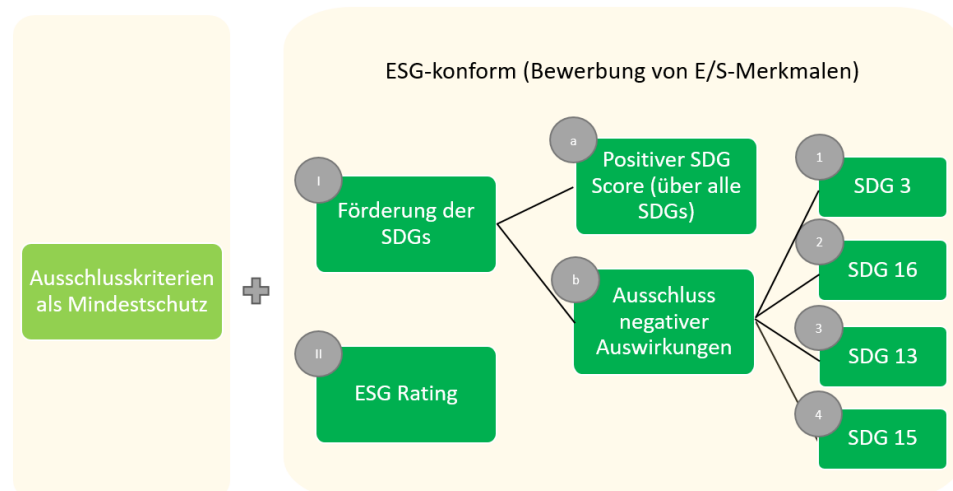 ESG-konform (Bewerbung von E/S-Merkmalen)
Ausschlusskriterien
als Mindestschutz
I
Förderung der
SDGs
II
ESG Rating
a
Positiver SDG
Score (über alle
SDGs)
b
Ausschluss
negativer
Auswirkungen
1
SDG 3
2
SDG 16
3
SDG 13
4
SDG 15